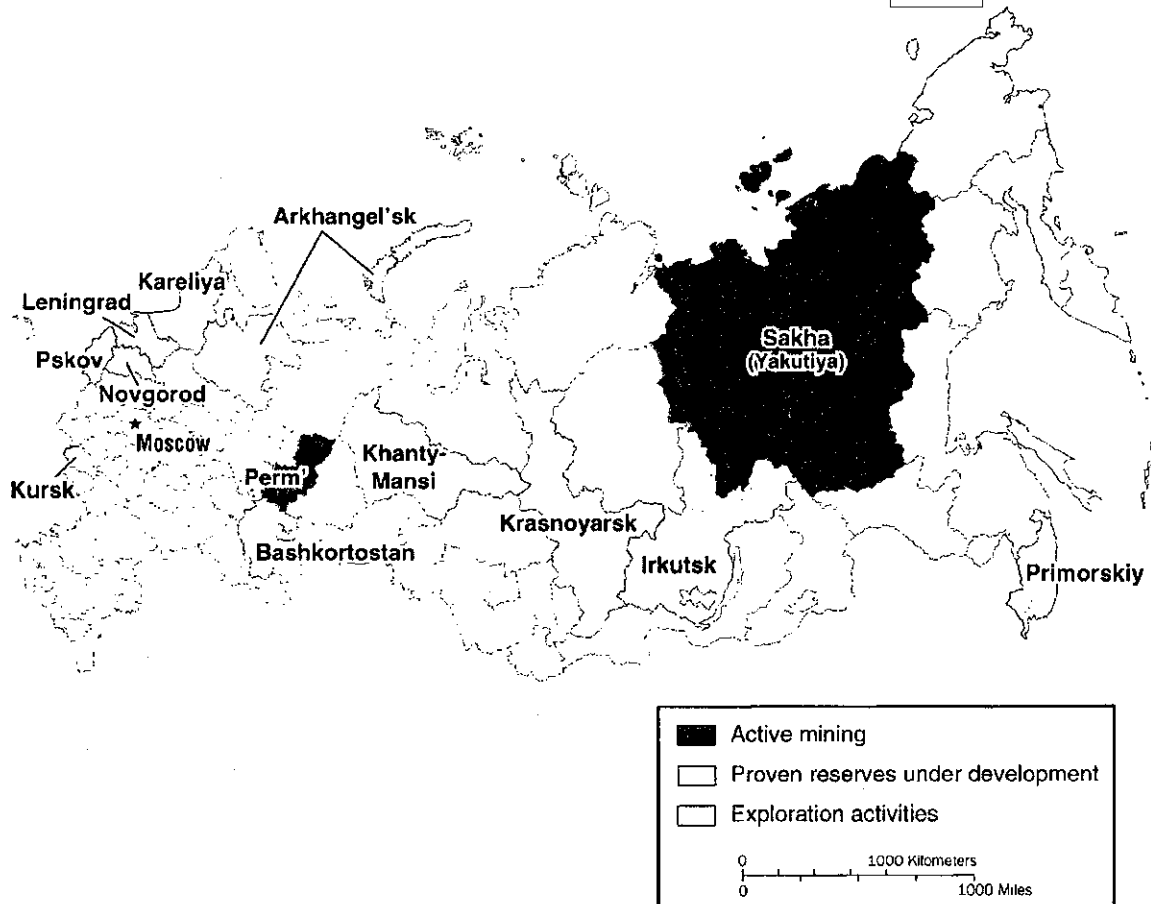 Arkhangel'sk
Kareliya
Leningrad
Pskov
Novgorod
Moscow
Kursk
Perm'
Khanty-
Mansi
Bashkortostan
Krasnoyarsk
Irkutsk
Sakha
(Yakutiya)
Primorskiy
Active mining
Proven reserves under development
Exploration activities
0 1000 Kilometers
0 1000 Miles